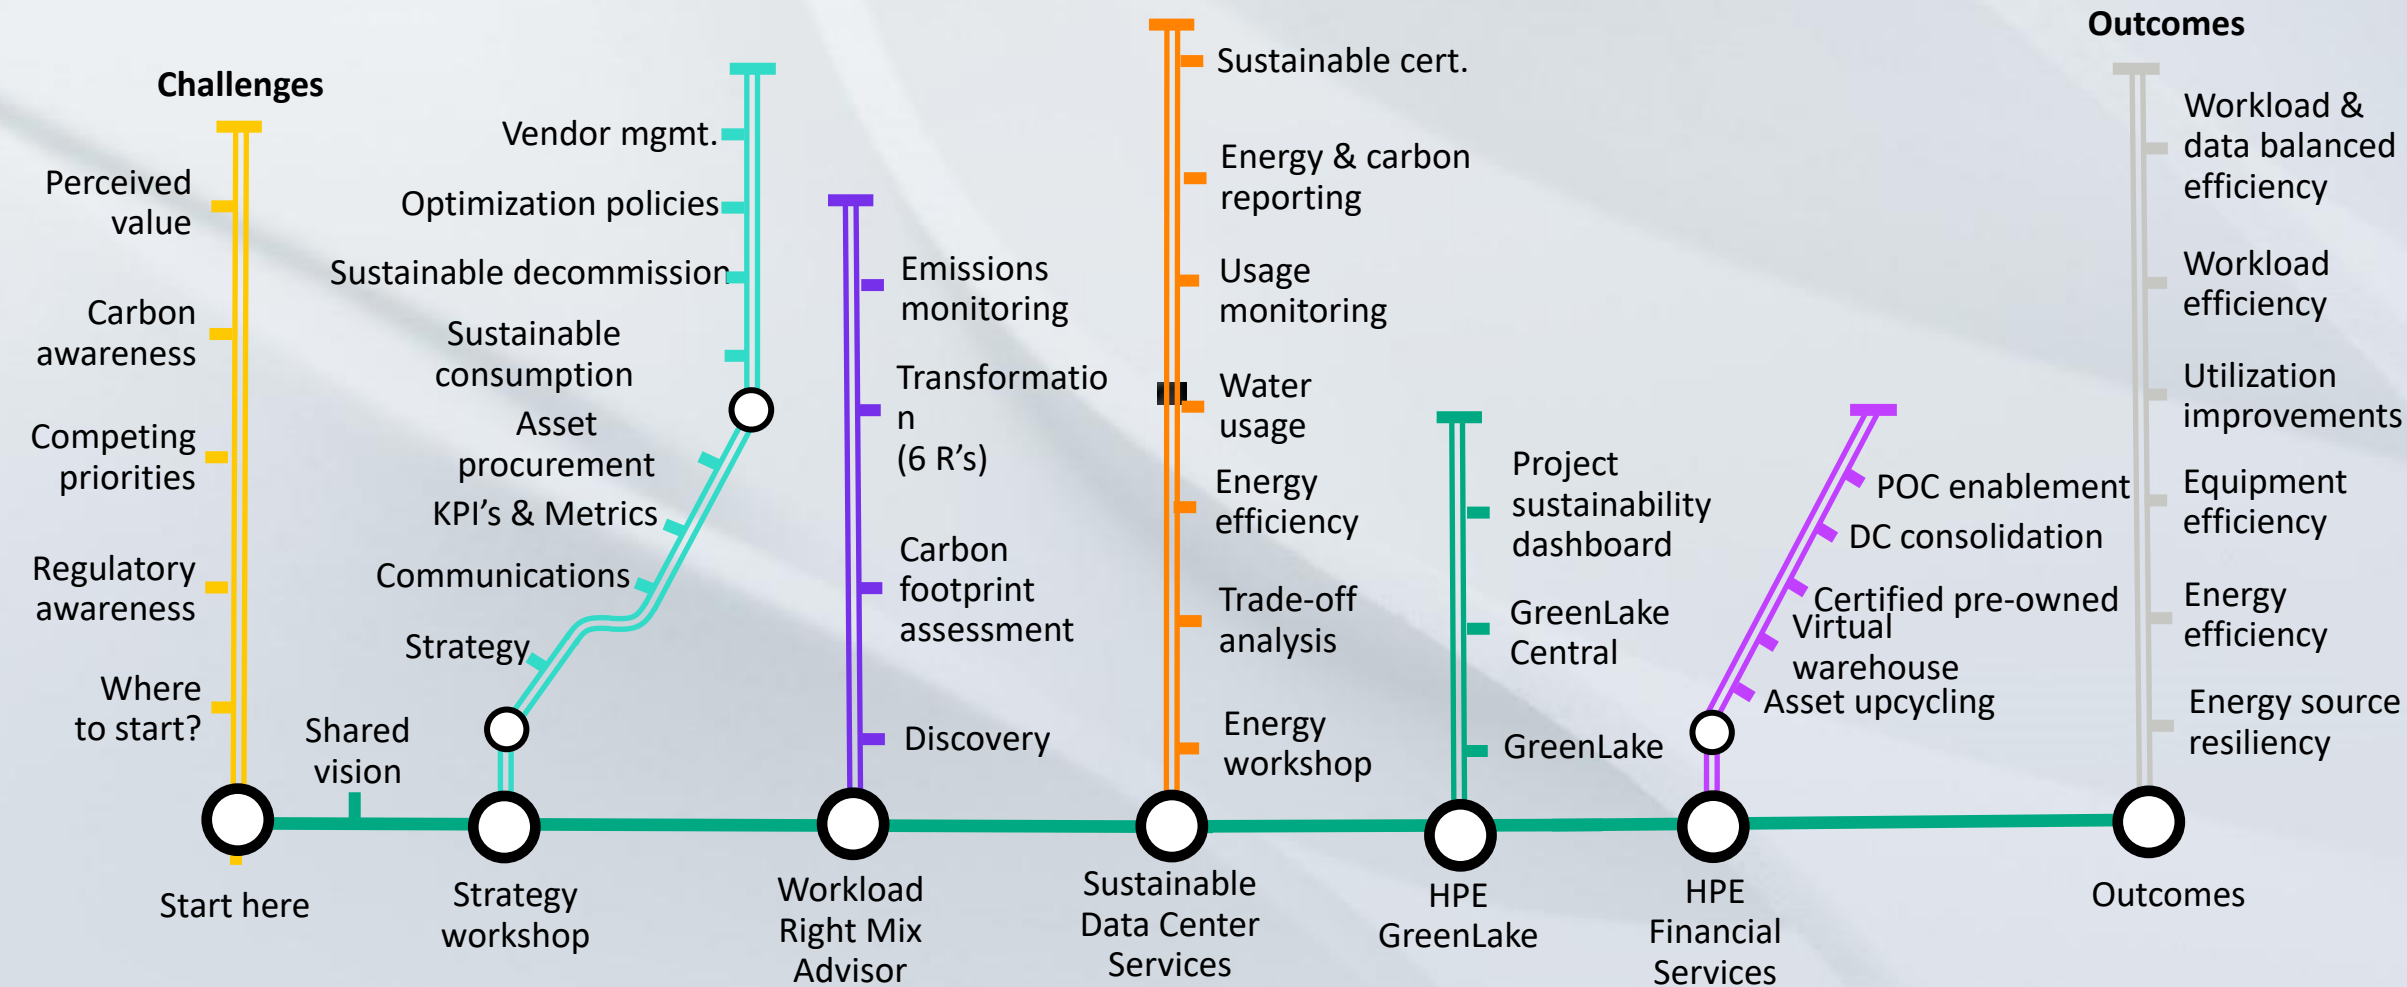 Challenges
Perceived
value
Carbon
awareness
Competing
priorities
Regulatory
awareness
Where
to start?
Shared
vision
Start here
Vendor mgmt.
Optimization policies
Sustainable decommission
Sustainable
consumption
Asset
procurement
KPI’s & Metrics
Communications
Strategy
Strategy
workshop
Emissions
monitoring
Transformatio
n
(6 R’s)
Carbon
footprint
assessment
Discovery
Workload
Right Mix
Advisor
Sustainable cert.
Energy & carbon
reporting
Usage
monitoring
Water
usage
Energy
efficiency
Trade-off
analysis
Energy
workshop
Sustainable
Data Center
Services
Project
sustainability
dashboard
GreenLake
Central
GreenLake
HPE
GreenLake
POC enablement
DC consolidation
Certified pre-owned
Virtual
warehouse
Asset upcycling
HPE
Financial
Services
Outcomes
Workload &
data balanced
efficiency
Workload
efficiency
Utilization
improvements
Equipment
efficiency
Energy
efficiency
Energy source
resiliency
Outcomes